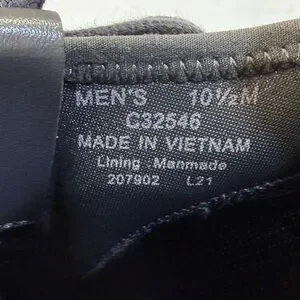 MEN'S 10½M
C32546
MADE IN VIETNAM
Lining :Manmade
207902 L21